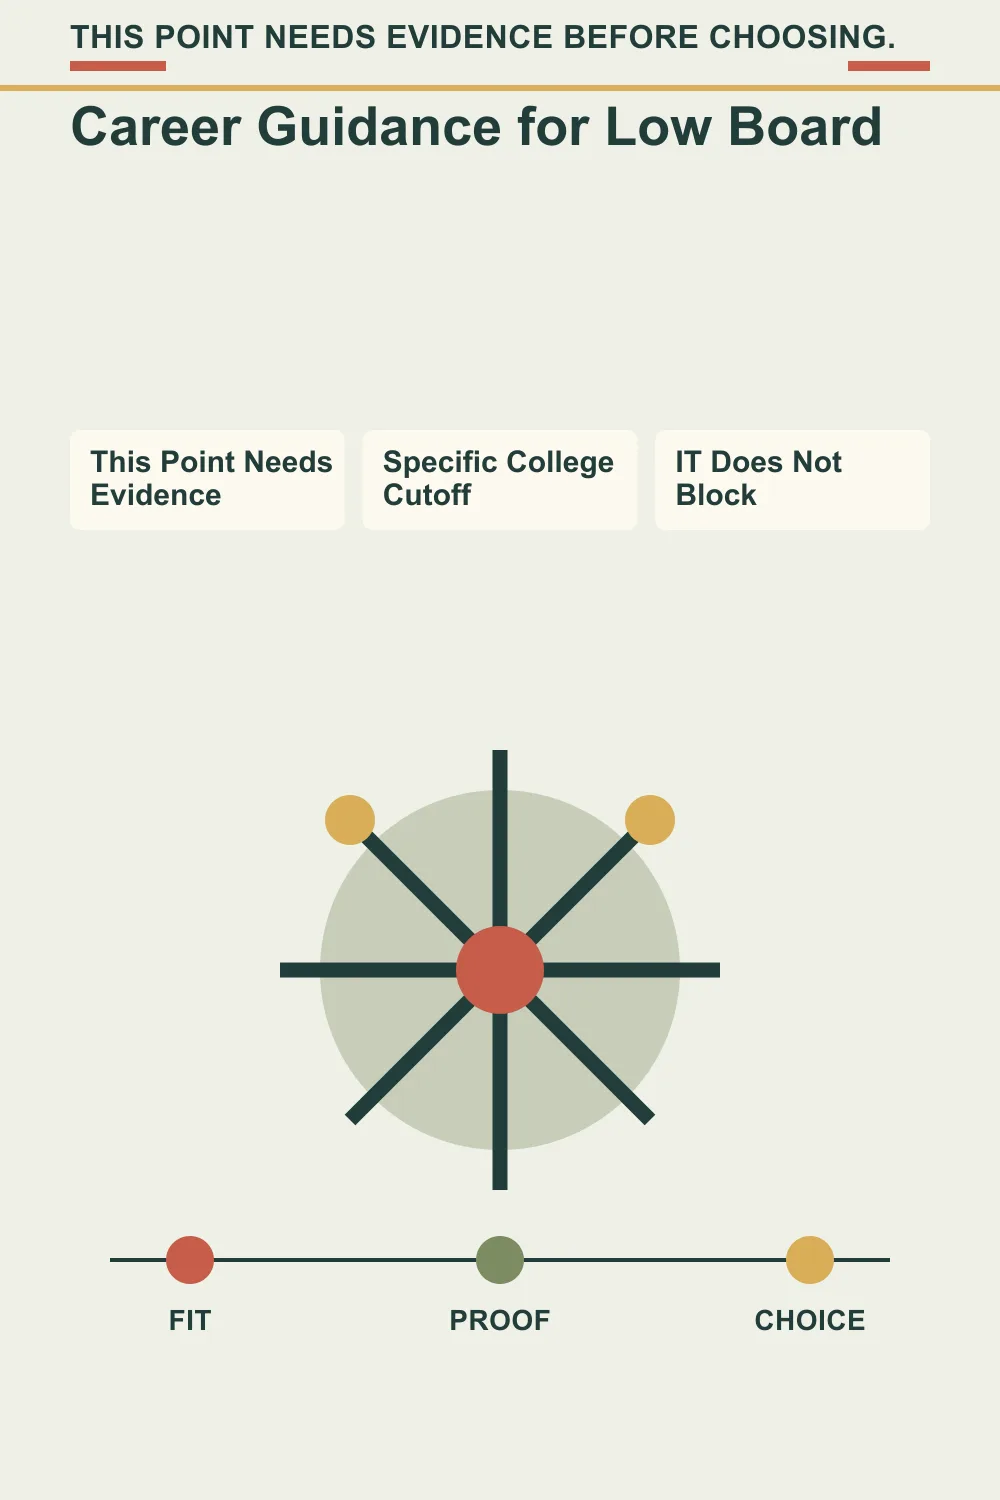 THIS POINT NEEDS EVIDENCE BEFORE CHOOSING.
Career Guidance for Low Board
This Point Needs
Evidence
Specific College
Cutoff
IT Does Not
Block
FIT
PROOF
CHOICE